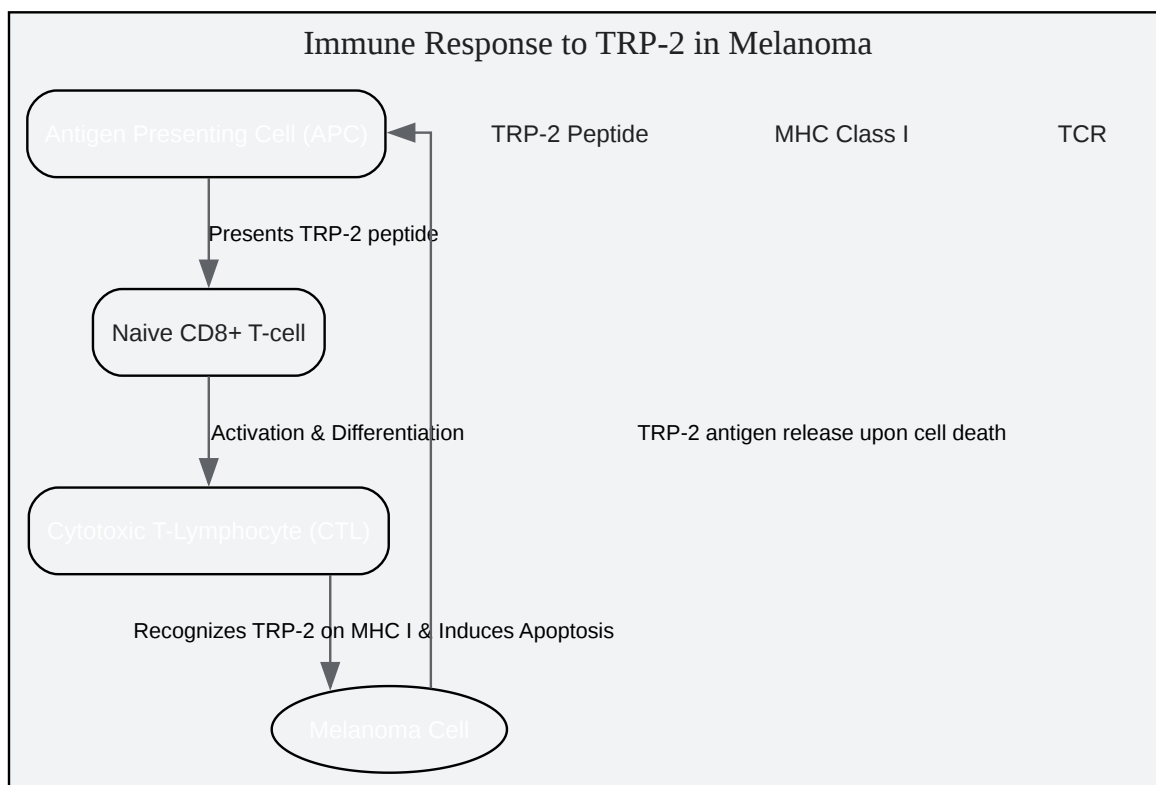 Immune Response to TRP-2 in Melanoma
Antigen Presenting Cell (APC)
TRP-2 Peptide
MHC Class I
TCR
Presents TRP-2 peptide
Naive CD8+ T-cell
Activation & Differentiation
TRP-2 antigen release upon cell death
Cytotoxic T-Lymphocyte (CTL)
Recognizes TRP-2 on MHC I & Induces Apoptosis
Melanoma Cell